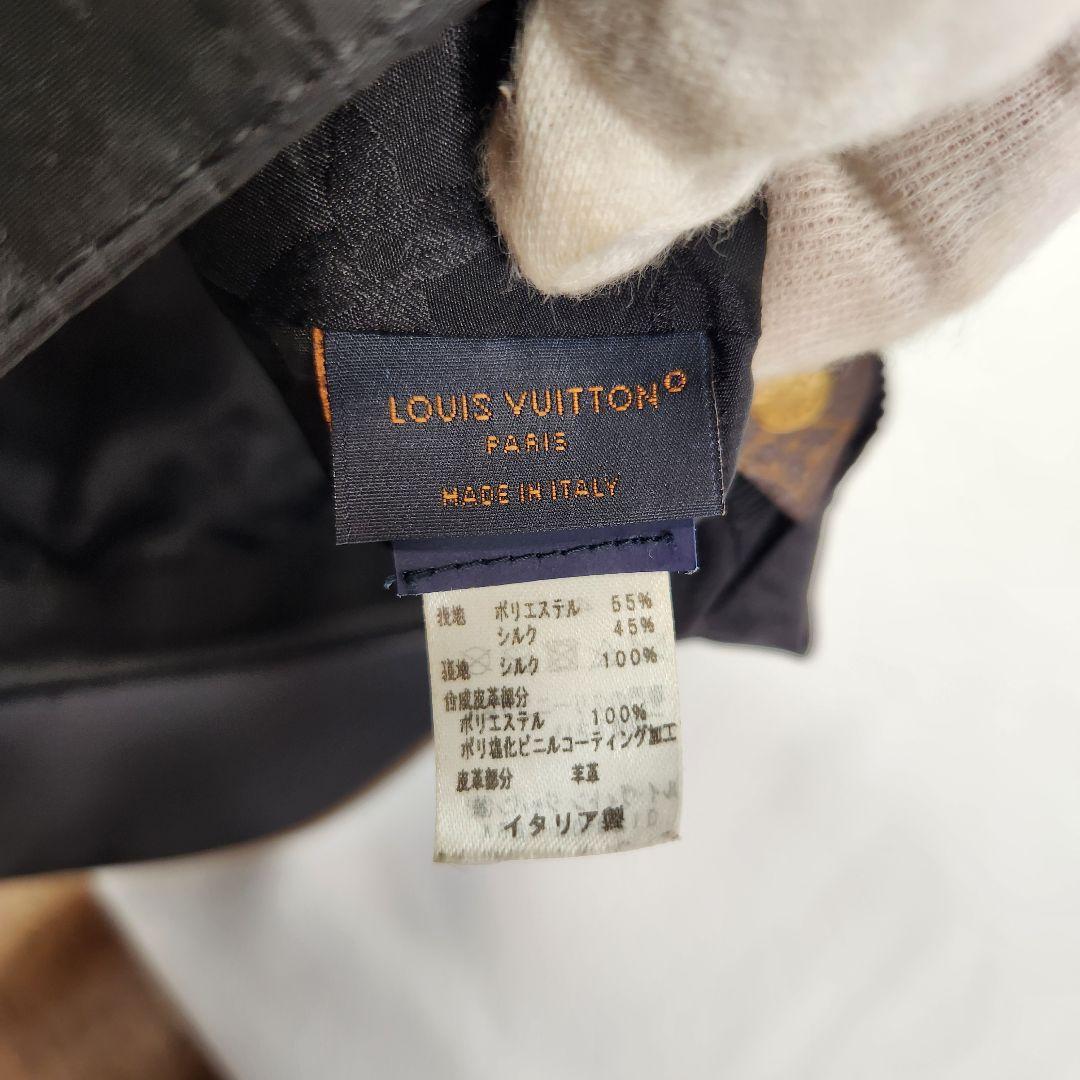 LOUIS VUITTON
PARIS
MADE IN ITALY
表地 ポリエステル 55%
シルク 45%
裏地 シルク 100%
合成皮革部分
ポリエステル 100%
ポリ塩化ビニルコーティング加工
皮革部分 羊革
イタリア製